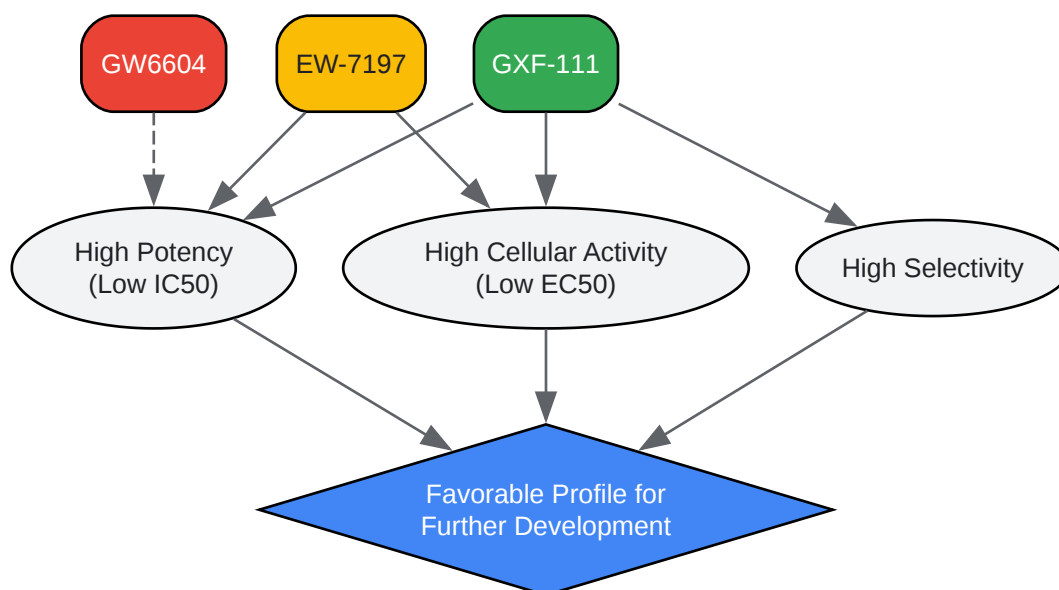 GW6604
EW-7197
GXF-111
High Potency
(Low IC50)
High Cellular Activity
(Low EC50)
High Selectivity
Favorable Profile for
Further Development